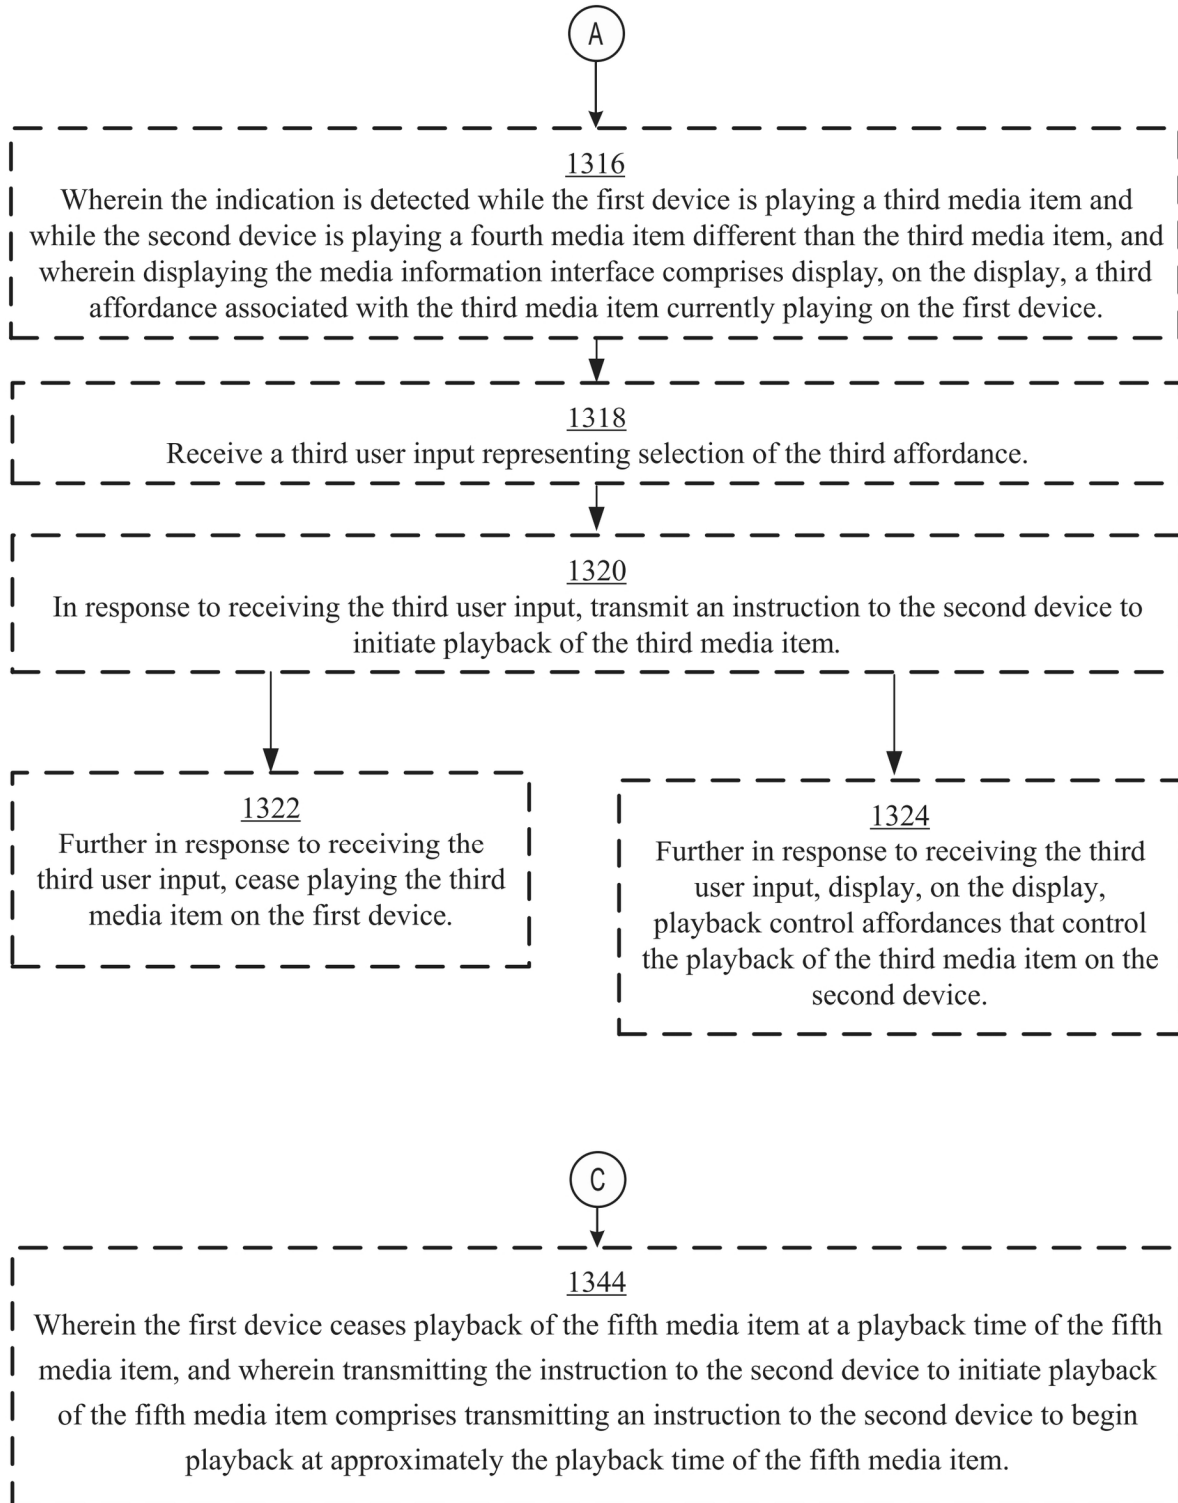 A
1316
Wherein the indication is detected while the first device is playing a third media item and
while the second device is playing a fourth media item different than the third media item, and
wherein displaying the media information interface comprises display, on the display, a third
affordance associated with the third media item currently playing on the first device.
1318
Receive a third user input representing selection of the third affordance.
1320
In response to receiving the third user input, transmit an instruction to the second device to
initiate playback of the third media item.
1322
Further in response to receiving the
third user input, cease playing the third
media item on the first device.
1324
Further in response to receiving the third
user input, display, on the display,
playback control affordances that control
the playback of the third media item on the
second device.
C
1344
Wherein the first device ceases playback of the fifth media item at a playback time of the fifth
media item, and wherein transmitting the instruction to the second device to initiate playback
of the fifth media item comprises transmitting an instruction to the second device to begin
playback at approximately the playback time of the fifth media item.